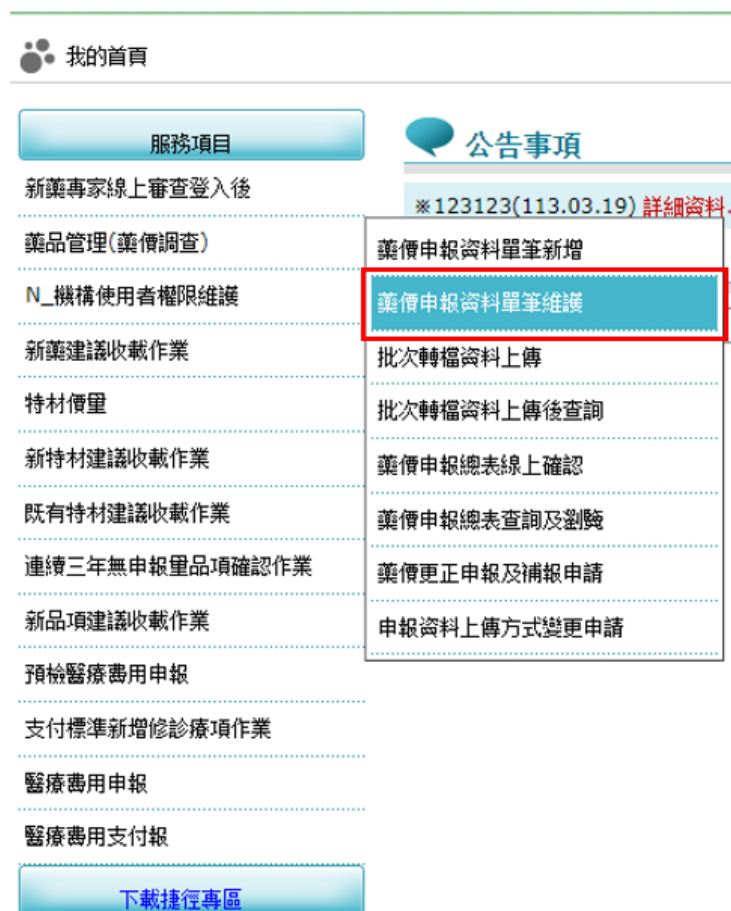 我的首頁
服務項目
新藥專家線上審查登入後
藥品管理(藥價調查)
N_機構使用者權限維護
新藥建議收載作業
特材價量
新特材建議收載作業
既有特材建議收載作業
連續三年無申報量品項確認作業
新品項建議收載作業
預檢醫療費用申報
支付標準新增修診療項作業
醫療費用申報
醫療費用支付報
下載捷徑專區
公告事項
※123123(113.03.19) 詳細資料
藥價申報資料單筆新增
藥價申報資料單筆維護
批次轉檔資料上傳
批次轉檔資料上傳後查詢
藥價申報總表線上確認
藥價申報總表查詢及劉驗
藥價更正申報及補報申請
申報資料上傳方式變更申請